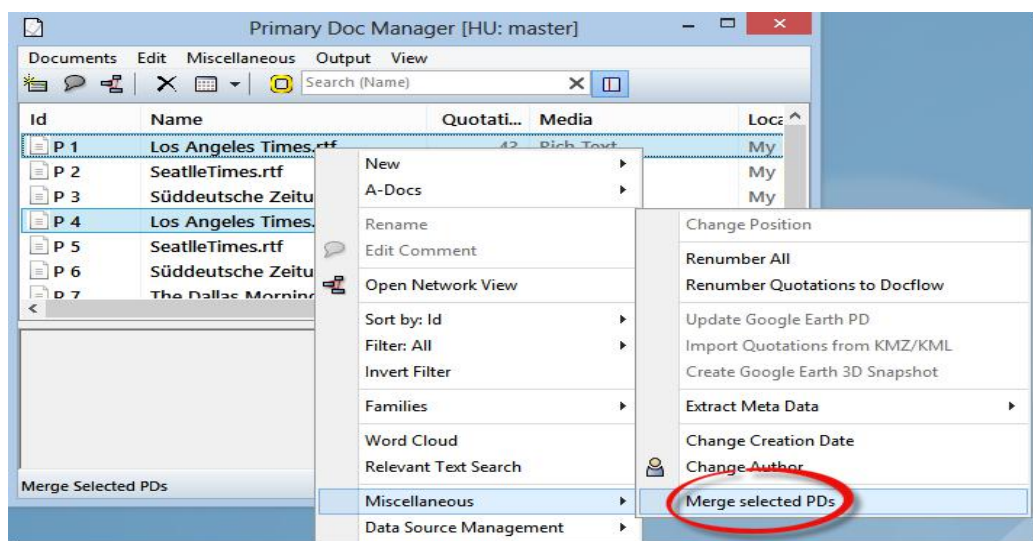 Primary Doc Manager [HU: master]
Documents Edit Miscellaneous Output View
Search (Name)
Id Name Quotati... Media Loca
P 1 Los Angeles Times.rtf 43 Rich Text My
P 2 SeatlleTimes.rtf My
P 3 Süddeutsche Zeitu My
P 4 Los Angeles Times.
P 5 SeatlleTimes.rtf
P 6 Süddeutsche Zeitu
P 7 The Dallas Morning
New
A-Docs
Rename
Edit Comment
Open Network View
Sort by: Id
Filter: All
Invert Filter
Families
Word Cloud
Relevant Text Search
Miscellaneous
Data Source Management
Change Position
Renumber All
Renumber Quotations to Docflow
Update Google Earth PD
Import Quotations from KMZ/KML
Create Google Earth 3D Snapshot
Extract Meta Data
Change Creation Date
Change Author
Merge selected PDs
Merge Selected PDs